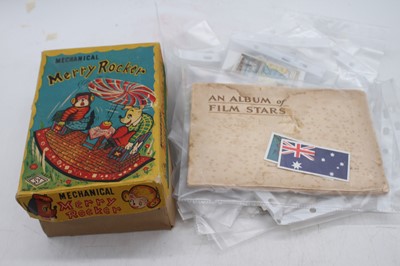 MECHANICAL
Merry Rocker
MECHANICAL
Merry
Rocker
AN ALBUM of
FILM STARS